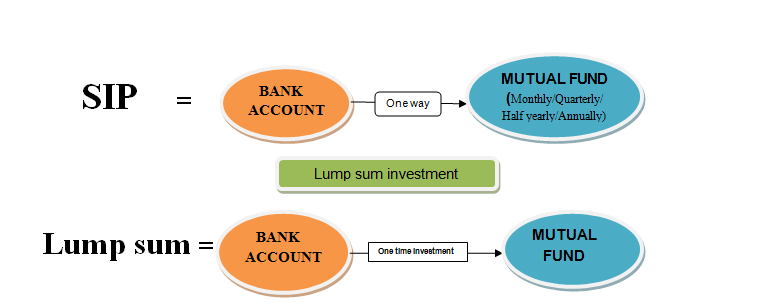 SIP =
BANK
ACCOUNT
One way
MUTUAL FUND
(Monthly/Quarterly/
Half yearly/Annually)
Lump sum investment
Lump sum =
BANK
ACCOUNT
One time investment
MUTUAL
FUND